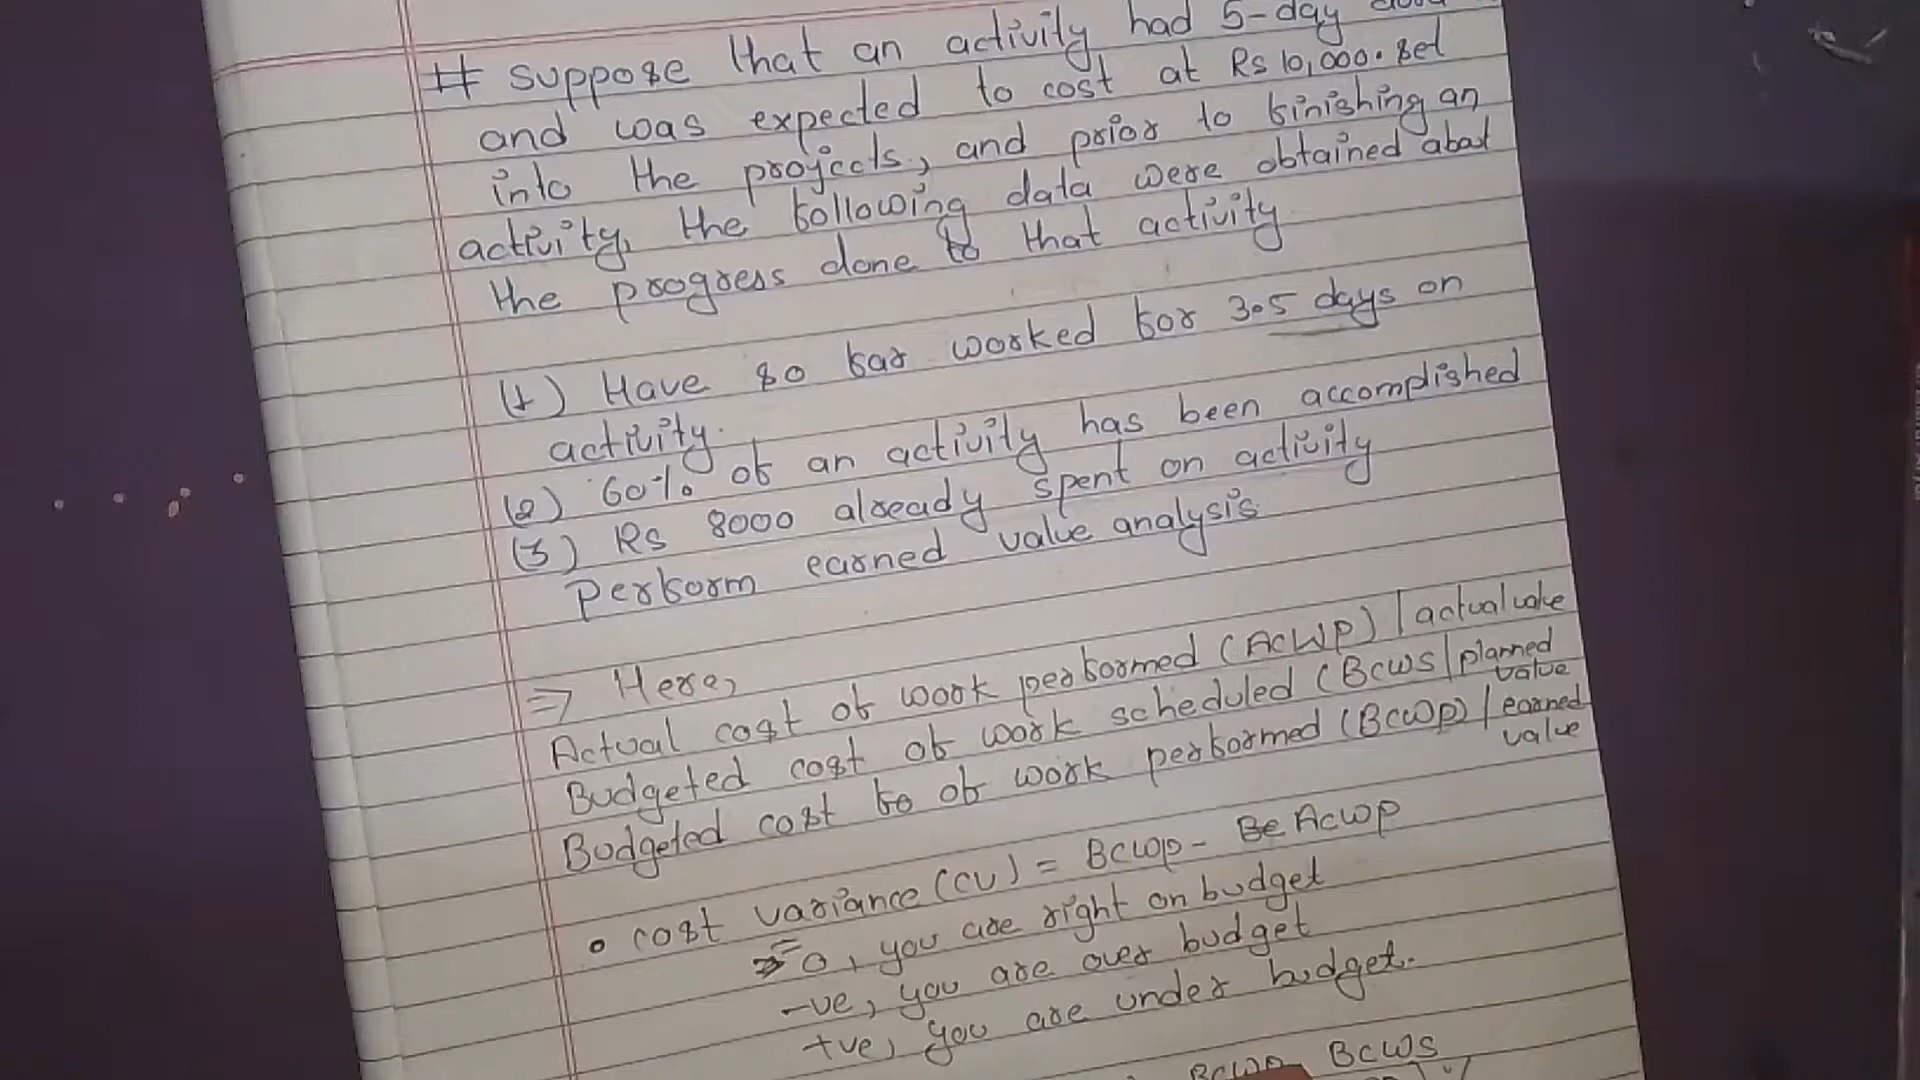 # suppose that an activity had 5-day
and was expected to cost at Rs 10,000. set
into the projects, and prior to finishing an
activity, the following data were obtained about
the progress done to that activity
(1) Have so far worked for 3.5 days on
activity.
(2) 60% of an activity has been accomplished
(3) Rs 8000 already spent on activity
Perform earned value analysis
⇒ Here,
Actual cost of work performed (ACWP) | actual value
Budgeted cost of work scheduled (BCWS | planned value
Budgeted cost fo of work performed (BCWP) | earned value
• cost variance (CV) = BCWP - Be ACWP
= 0, you are right on budget
-ve, you are over budget
+ve, you are under budget.
BCWP BCWS